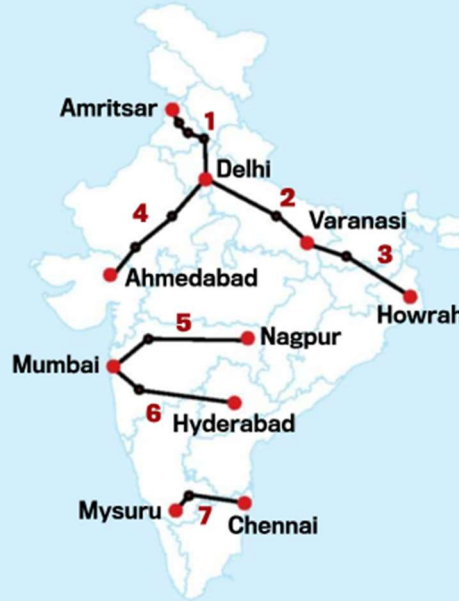 Amritsar
1
Delhi
2
4
Varanasi
3
Ahmedabad
Howrah
5
Nagpur
Mumbai
6
Hyderabad
Mysuru
7
Chennai